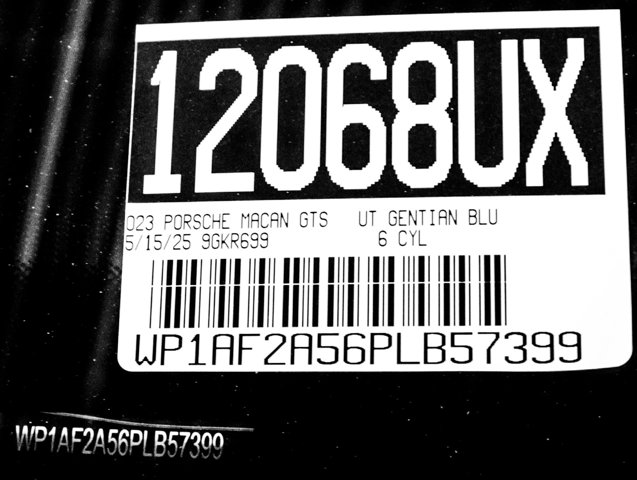 12068UX
023 PORSCHE MACAN GTS UT GENTIAN BLU
5/15/25 9GKR699 6 CYL
WP1AF2A56PLB57399
WP1AF2A56PLB57399